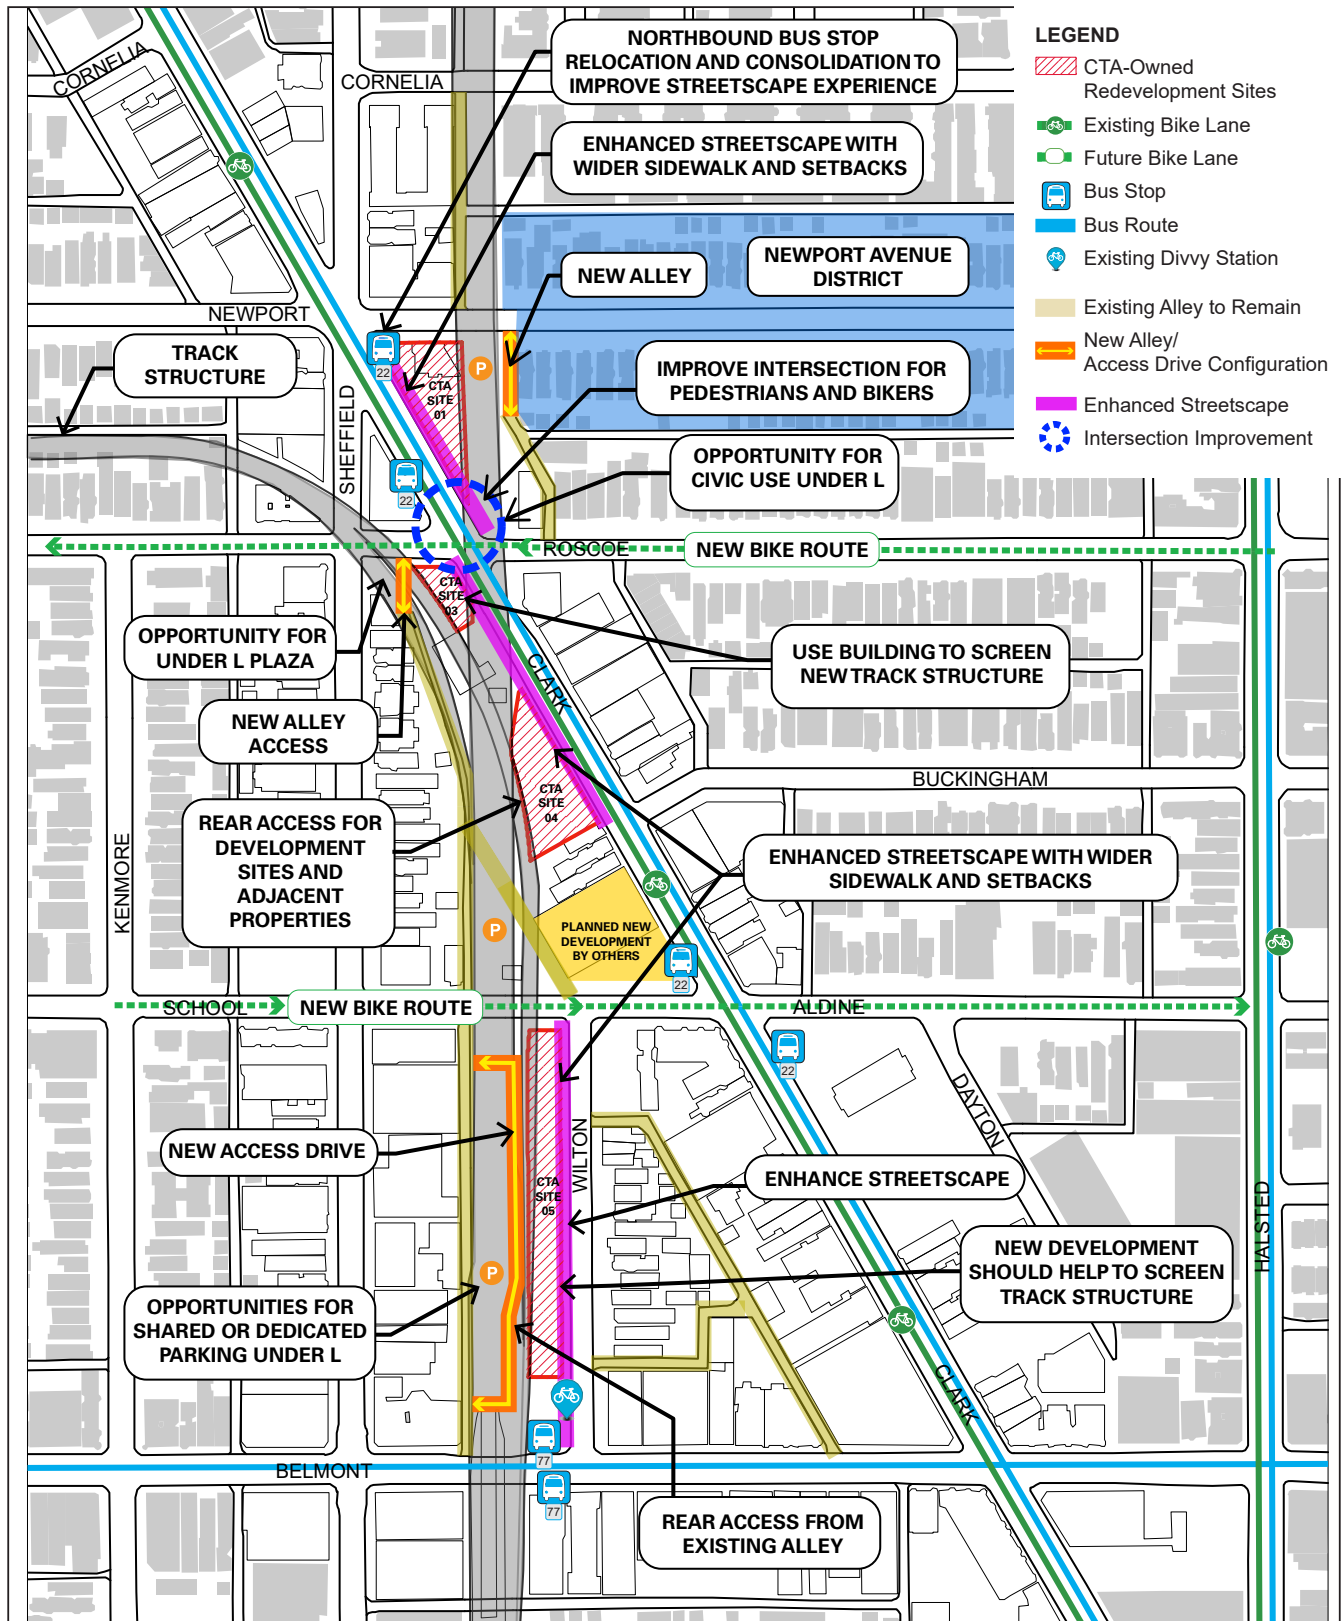 CORNELIA
CORNELIA
NORTHBOUND BUS STOP
RELOCATION AND CONSOLIDATION TO
IMPROVE STREETSCAPE EXPERIENCE
LEGEND
CTA-Owned
Redevelopment Sites
Existing Bike Lane
Future Bike Lane
Bus Stop
Bus Route
Existing Divvy Station
Existing Alley to Remain
New Alley/
Access Drive Configuration
Enhanced Streetscape
Intersection Improvement
ENHANCED STREETSCAPE WITH
WIDER SIDEWALK AND SETBACKS
NEW ALLEY
NEWPORT AVENUE
DISTRICT
NEWPORT
TRACK
STRUCTURE
22
P
CTA
SITE
01
IMPROVE INTERSECTION FOR
PEDESTRIANS AND BIKERS
SHEFFIELD
22
OPPORTUNITY FOR
CIVIC USE UNDER L
ROSCOE
NEW BIKE ROUTE
CTA
SITE
03
OPPORTUNITY FOR
UNDER L PLAZA
USE BUILDING TO SCREEN
NEW TRACK STRUCTURE
CLARK
NEW ALLEY
ACCESS
BUCKINGHAM
CTA
SITE
04
REAR ACCESS FOR
DEVELOPMENT
SITES AND
ADJACENT
PROPERTIES
KENMORE
ENHANCED STREETSCAPE WITH WIDER
SIDEWALK AND SETBACKS
P
PLANNED NEW
DEVELOPMENT
BY OTHERS
22
SCHOOL
NEW BIKE ROUTE
ALDINE
22
DAYTON
NEW ACCESS DRIVE
WILTON
CTA
SITE
05
ENHANCE STREETSCAPE
HALSTED
NEW DEVELOPMENT
SHOULD HELP TO SCREEN
TRACK STRUCTURE
P
OPPORTUNITIES FOR
SHARED OR DEDICATED
PARKING UNDER L
CLARK
77
BELMONT
77
REAR ACCESS FROM
EXISTING ALLEY